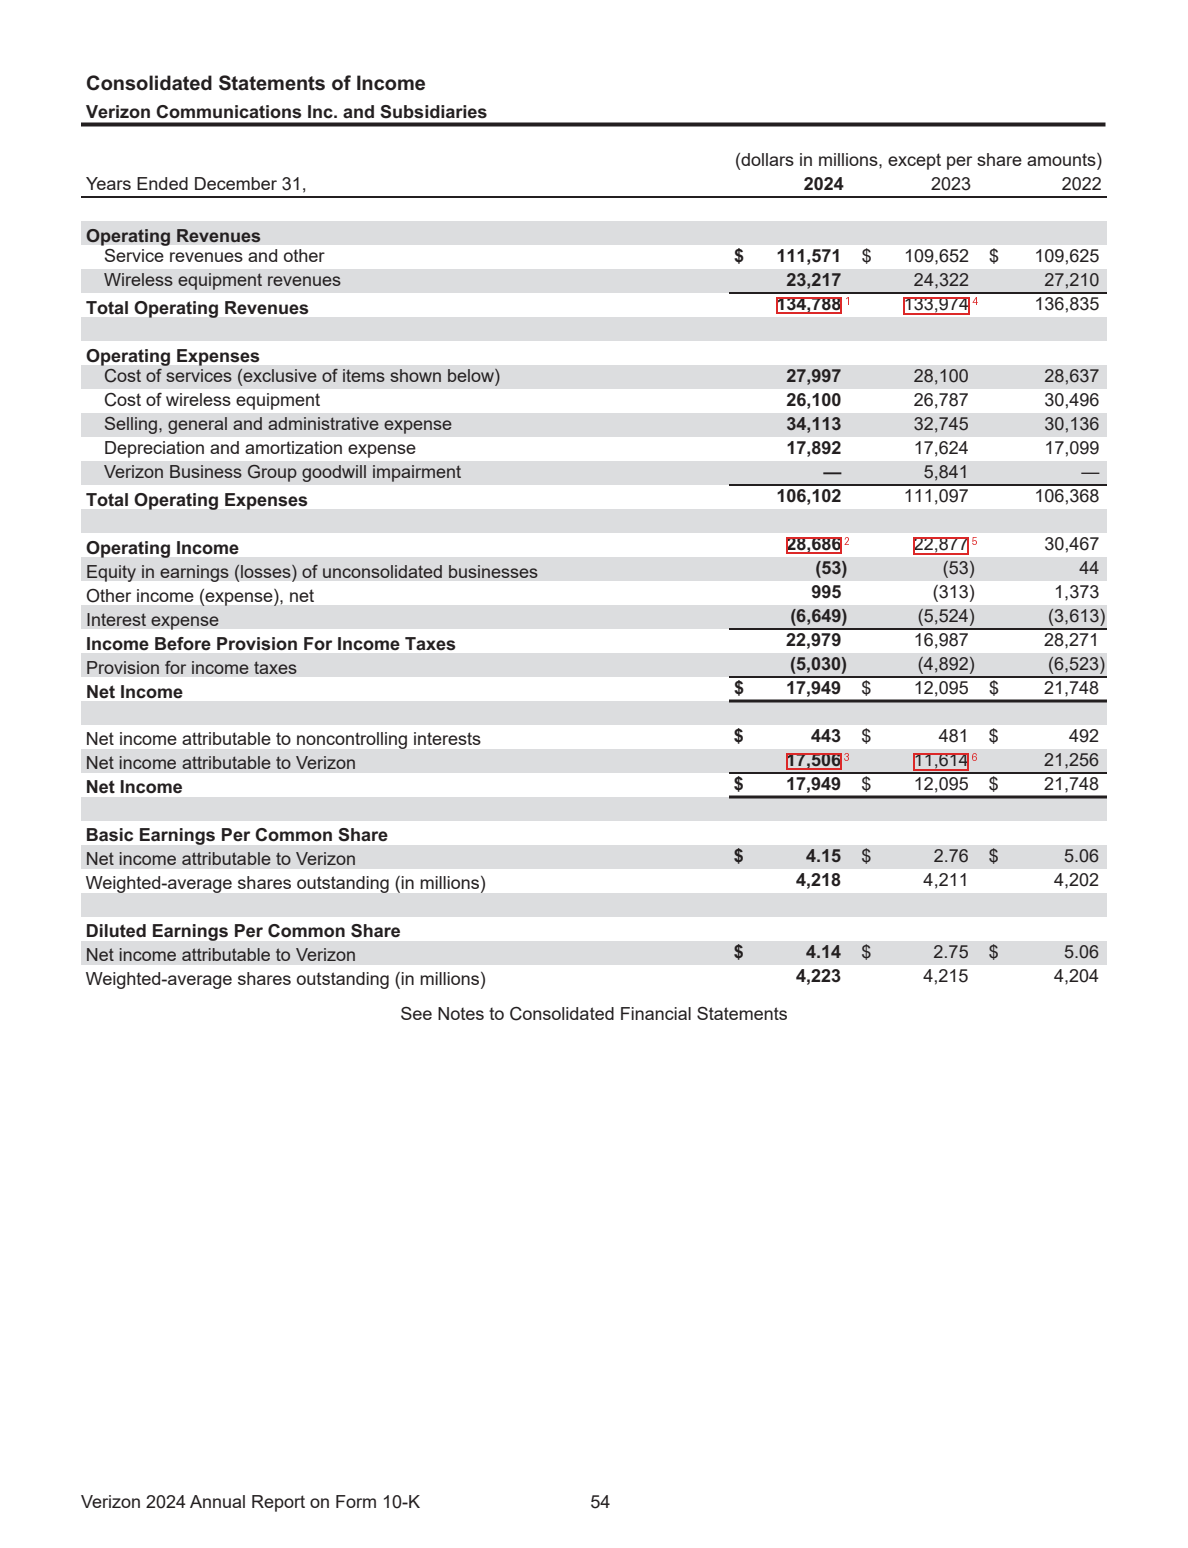 Consolidated Statements of Income
Verizon Communications Inc. and Subsidiaries
(dollars in millions, except per share amounts)
Years Ended December 31, 2024 2023 2022
Operating Revenues
Service revenues and other $ 111,571 $ 109,652 $ 109,625
Wireless equipment revenues 23,217 24,322 27,210
Total Operating Revenues 134,788 1 133,974 4 136,835
Operating Expenses
Cost of services (exclusive of items shown below) 27,997 28,100 28,637
Cost of wireless equipment 26,100 26,787 30,496
Selling, general and administrative expense 34,113 32,745 30,136
Depreciation and amortization expense 17,892 17,624 17,099
Verizon Business Group goodwill impairment — 5,841 —
Total Operating Expenses 106,102 111,097 106,368
Operating Income 28,686 2 22,877 5 30,467
Equity in earnings (losses) of unconsolidated businesses (53) (53) 44
Other income (expense), net 995 (313) 1,373
Interest expense (6,649) (5,524) (3,613)
Income Before Provision For Income Taxes 22,979 16,987 28,271
Provision for income taxes (5,030) (4,892) (6,523)
Net Income $ 17,949 $ 12,095 $ 21,748
Net income attributable to noncontrolling interests $ 443 $ 481 $ 492
Net income attributable to Verizon 17,506 3 11,614 6 21,256
Net Income $ 17,949 $ 12,095 $ 21,748
Basic Earnings Per Common Share
Net income attributable to Verizon $ 4.15 $ 2.76 $ 5.06
Weighted-average shares outstanding (in millions) 4,218 4,211 4,202
Diluted Earnings Per Common Share
Net income attributable to Verizon $ 4.14 $ 2.75 $ 5.06
Weighted-average shares outstanding (in millions) 4,223 4,215 4,204
See Notes to Consolidated Financial Statements
Verizon 2024 Annual Report on Form 10-K 54